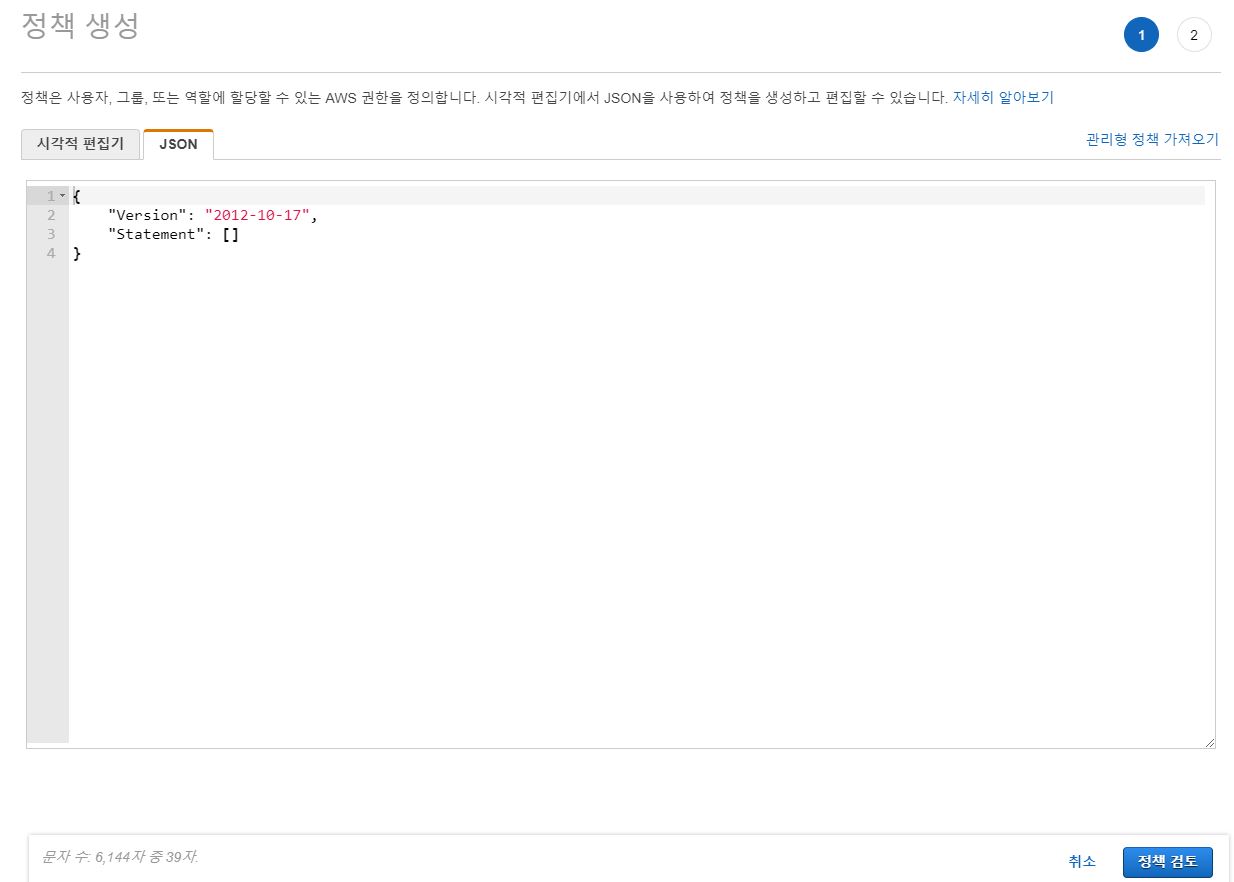 정책 생성
1 2
정책은 사용자, 그룹, 또는 역할에 할당할 수 있는 AWS 권한을 정의합니다. 시각적 편집기에서 JSON을 사용하여 정책을 생성하고 편집할 수 있습니다. 자세히 알아보기
시각적 편집기 JSON 관리형 정책 가져오기
1 {
2 "Version": "2012-10-17",
3 "Statement": []
4 }
문자 수: 6,144자 중 39자.
취소 정책 검토